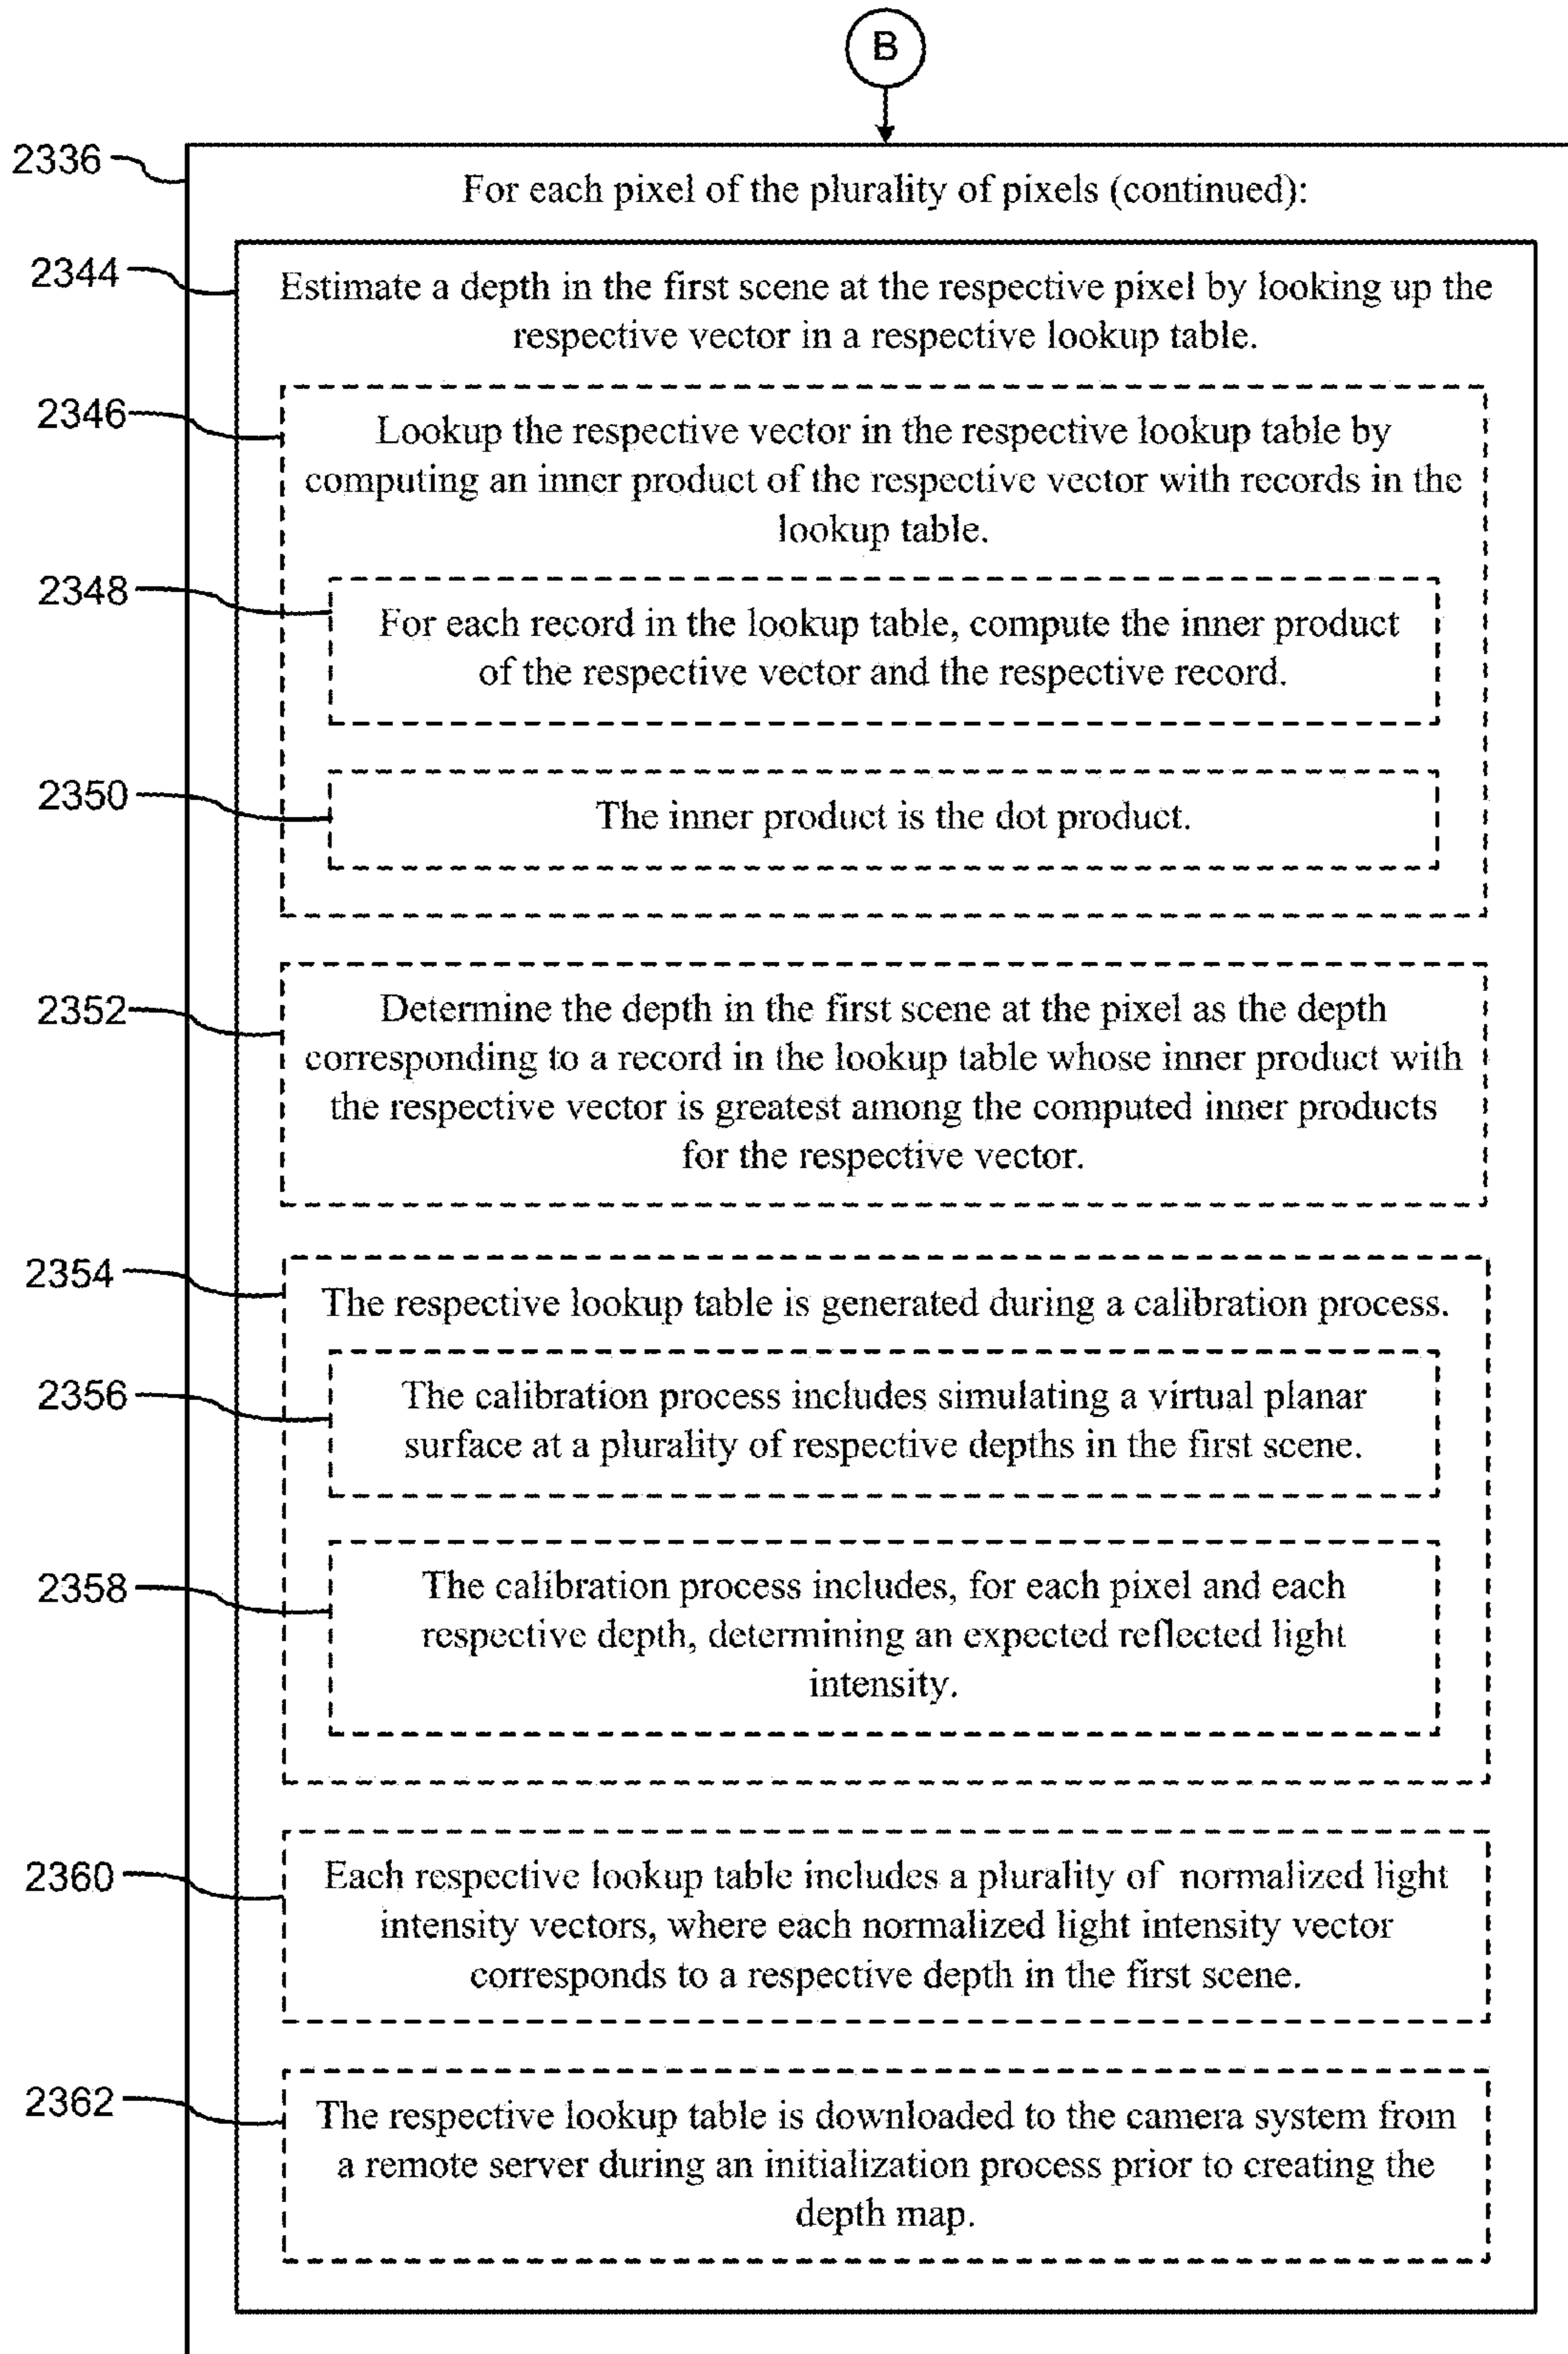 B
2336
For each pixel of the plurality of pixels (continued):
2344
Estimate a depth in the first scene at the respective pixel by looking up the
respective vector in a respective lookup table.
2346
Lookup the respective vector in the respective lookup table by
computing an inner product of the respective vector with records in the
lookup table.
2348
For each record in the lookup table, compute the inner product
of the respective vector and the respective record.
2350
The inner product is the dot product.
2352
Determine the depth in the first scene at the pixel as the depth
corresponding to a record in the lookup table whose inner product with
the respective vector is greatest among the computed inner products
for the respective vector.
2354
The respective lookup table is generated during a calibration process.
2356
The calibration process includes simulating a virtual planar
surface at a plurality of respective depths in the first scene.
2358
The calibration process includes, for each pixel and each
respective depth, determining an expected reflected light
intensity.
2360
Each respective lookup table includes a plurality of normalized light
intensity vectors, where each normalized light intensity vector
corresponds to a respective depth in the first scene.
2362
The respective lookup table is downloaded to the camera system from
a remote server during an initialization process prior to creating the
depth map.